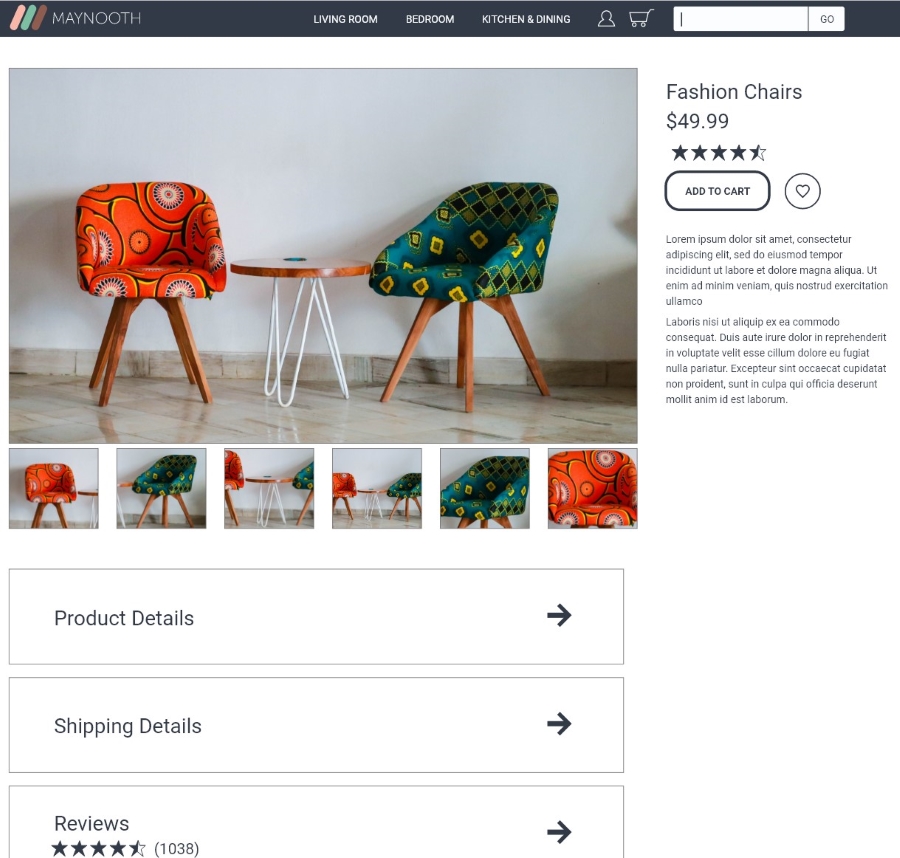 MAYNOOTH
LIVING ROOM BEDROOM KITCHEN & DINING GO
Fashion Chairs
$49.99
ADD TO CART
Lorem ipsum dolor sit amet, consectetur
adipiscing elit, sed do eiusmod tempor
incididunt ut labore et dolore magna aliqua. Ut
enim ad minim veniam, quis nostrud exercitation
ullamco
Laboris nisi ut aliquip ex ea commodo
consequat. Duis aute irure dolor in reprehenderit
in voluptate velit esse cillum dolore eu fugiat
nulla pariatur. Excepteur sint occaecat cupidatat
non proident, sunt in culpa qui officia deserunt
mollit anim id est laborum.
Product Details
Shipping Details
Reviews
(1038)